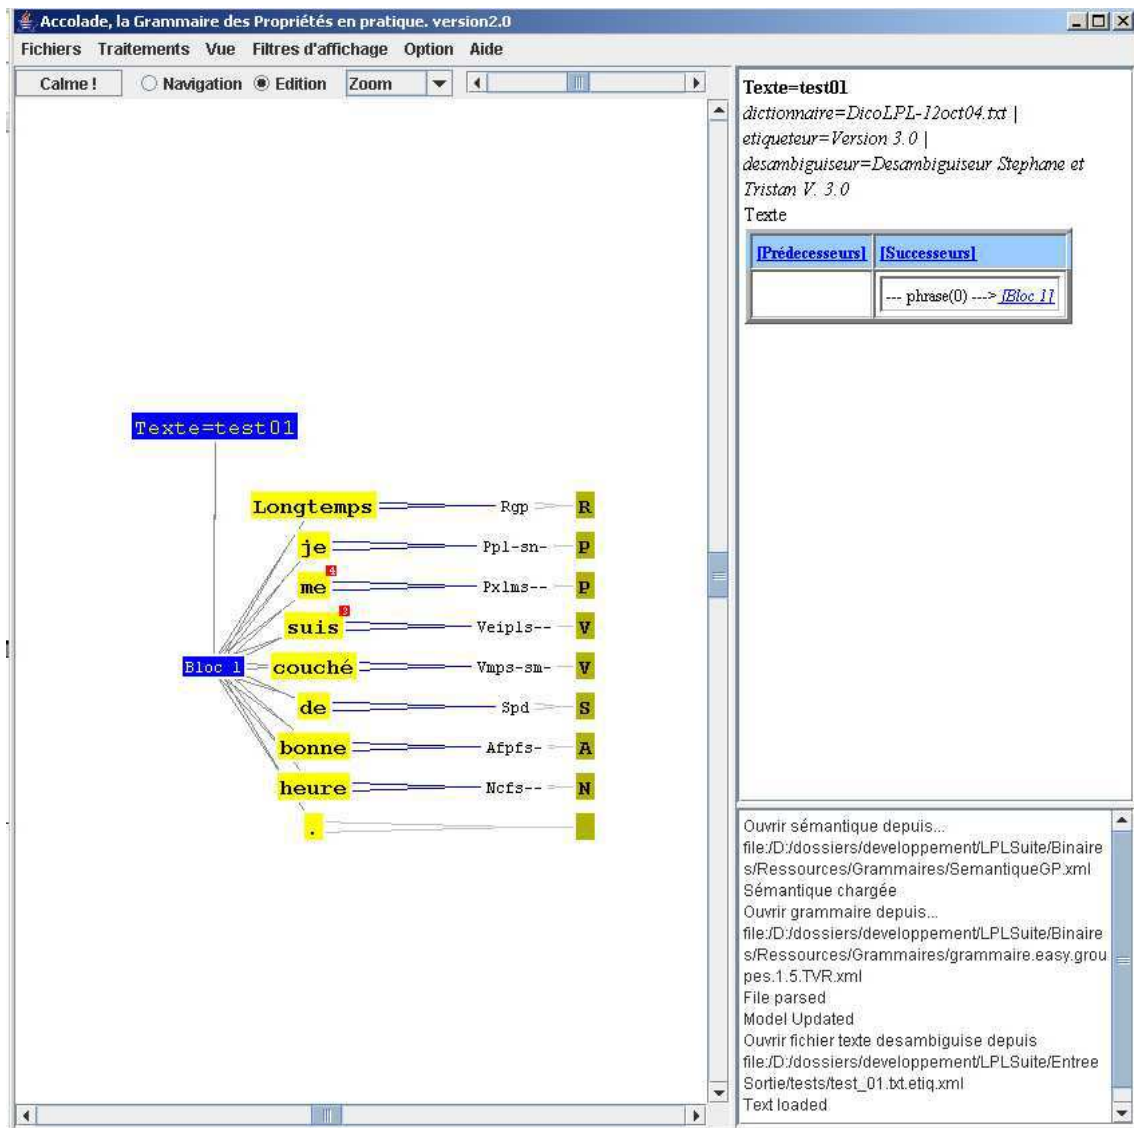 Accolade, la Grammaire des Propriétés en pratique. version2.0
Fichiers Traitements Vue Filtres d'affichage Option Aide
Calme ! Navigation Edition Zoom
Texte=test01
Longtemps Rgp R
je Pp1-sn- P
me 4 Px1ms-- P
suis Veip1s-- V
Bloc 1 couché Vmps-sm- V
de Spd S
bonne Afpfs- A
heure Ncfs-- N
.
Texte=test01
dictionnaire=DicoLPL-12oct04.txt |
etiqueteur=Version 3.0 |
desambiguiseur=Desambiguiseur Stephane et
Tristan V. 3.0
Texte
[Prédecesseurs] [Successeurs]
--- phrase(0) ---> [Bloc 1]
Ouvrir sémantique depuis...
file:/D:/dossiers/developpement/LPLSuite/Binaire
s/Ressources/Grammaires/SemantiqueGP.xml
Sémantique chargée
Ouvrir grammaire depuis...
file:/D:/dossiers/developpement/LPLSuite/Binaire
s/Ressources/Grammaires/grammaire.easy.grou
pes.1.5.TVR.xml
File parsed
Model Updated
Ouvrir fichier texte desambiguise depuis
file:/D:/dossiers/developpement/LPLSuite/Entree
Sortie/tests/test_01.txt.etiq.xml
Text loaded